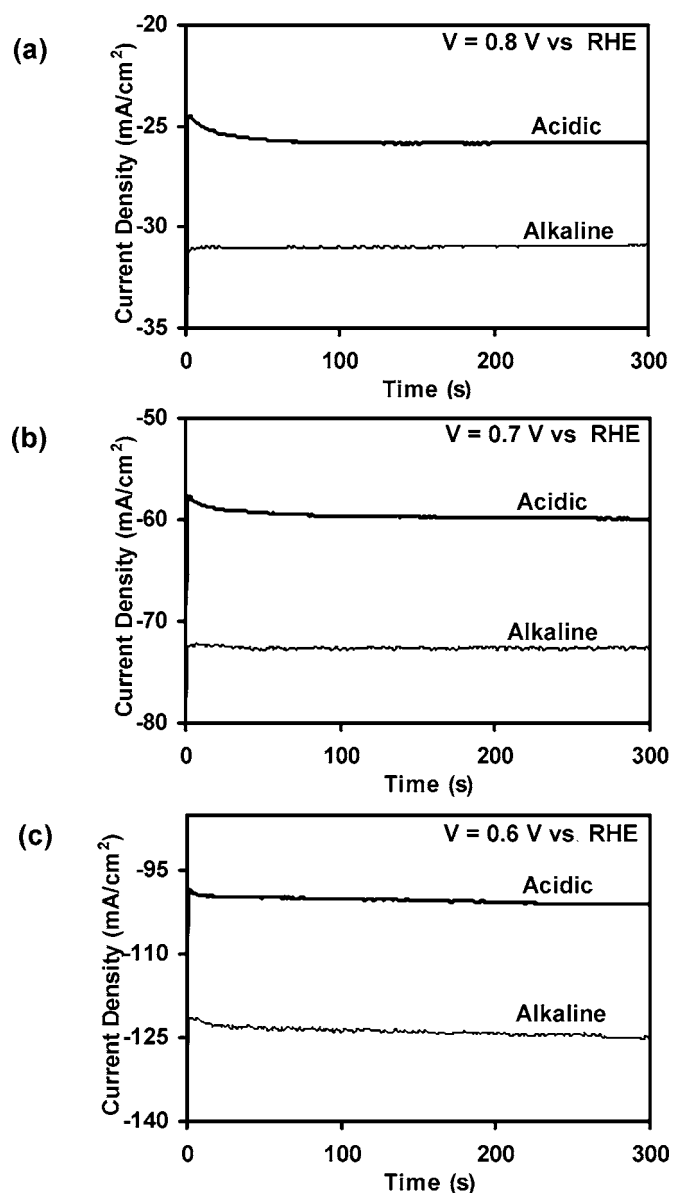 (a)
V = 0.8 V vs RHE
Current Density (mA/cm²)
-20
-25
-30
-35
Acidic
Alkaline
0 100 200 300
Time (s)
(b)
V = 0.7 V vs RHE
Current Density (mA/cm²)
-50
-60
-70
-80
Acidic
Alkaline
0 100 200 300
Time (s)
(c)
V = 0.6 V vs. RHE
Current Density (mA/cm²)
-95
-110
-125
-140
Acidic
Alkaline
0 100 200 300
Time (s)